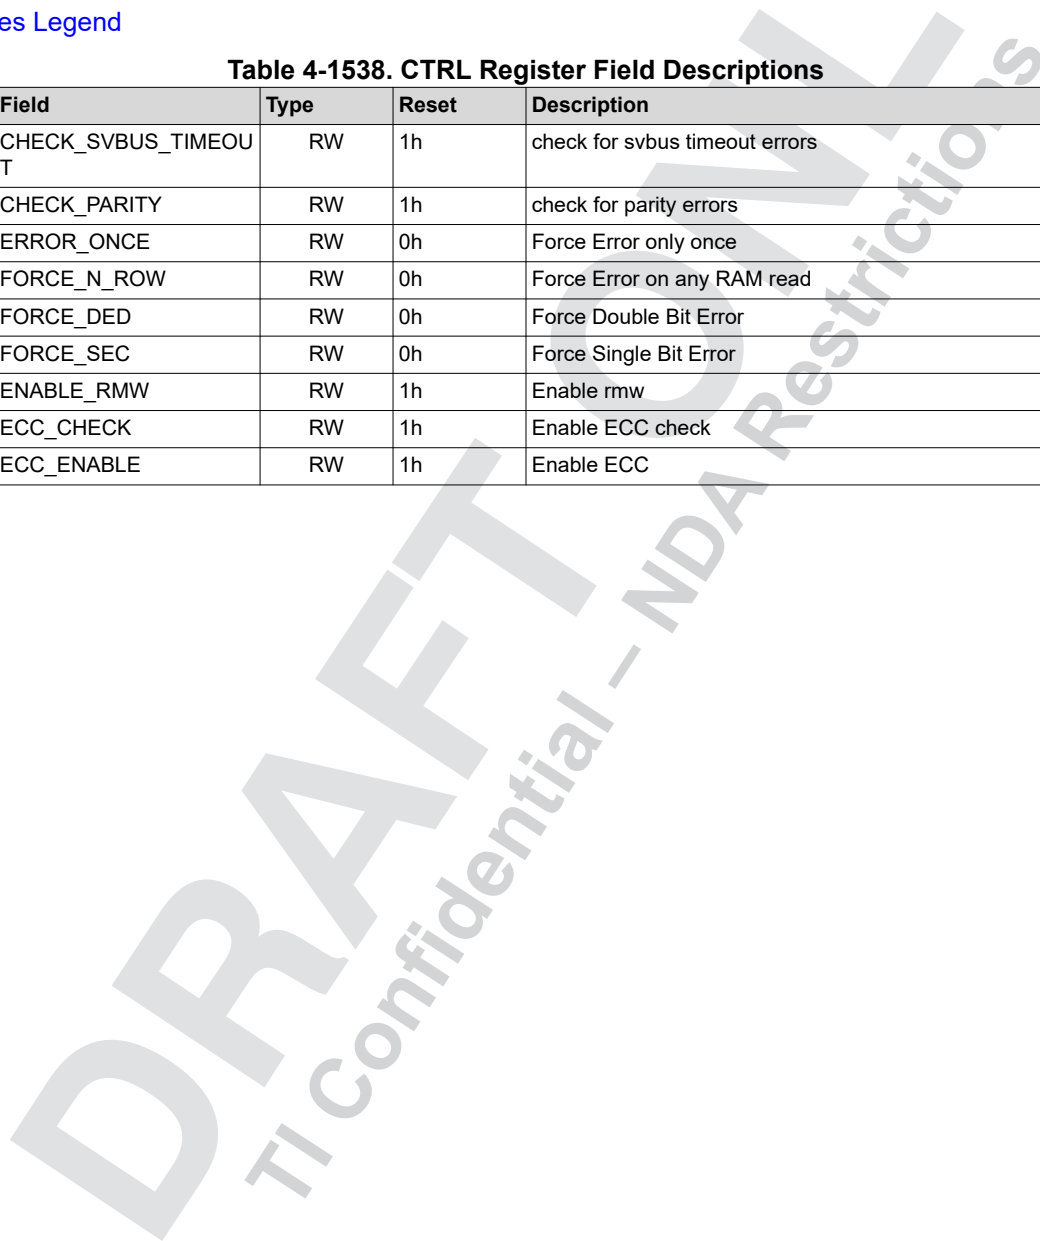 es Legend
Table 4-1538. CTRL Register Field Descriptions
Field Type Reset Description
CHECK_SVBUS_TIMEOU RW 1h check for svbus timeout errors
T
CHECK_PARITY RW 1h check for parity errors
ERROR_ONCE RW 0h Force Error only once
FORCE_N_ROW RW 0h Force Error on any RAM read
FORCE_DED RW 0h Force Double Bit Error
FORCE_SEC RW 0h Force Single Bit Error
ENABLE_RMW RW 1h Enable rmw
ECC_CHECK RW 1h Enable ECC check
ECC_ENABLE RW 1h Enable ECC
DRAFT ONL
TI Confidential – NDA Restrictions